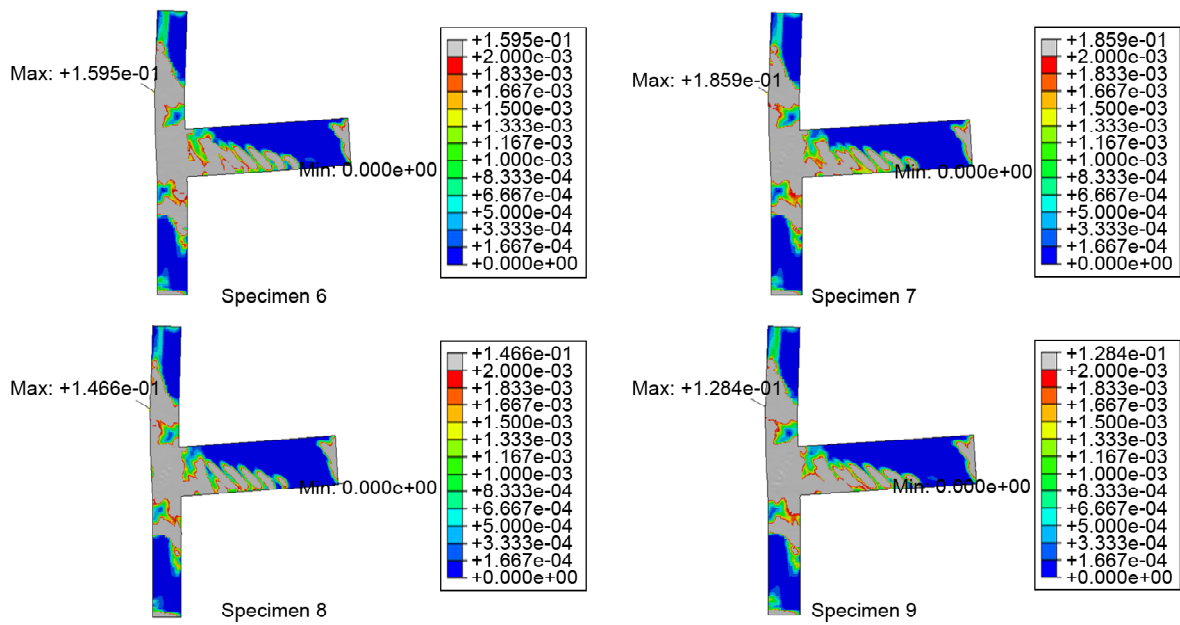 Max: +1.595e-01
Min: 0.000e+00
+1.595e-01
+2.000c-03
+1.833e-03
+1.667e-03
+1.500e-03
+1.333e-03
+1.167e-03
+1.000c-03
+8.334e-04
+6.667e-04
+5.000e-04
+3.333e-04
+1.667e-04
+0.000e+00
Specimen 6
Max: +1.859e-01
Min: 0.000e+00
+1.859e-01
+2.000c-03
+1.833e-03
+1.667e-03
+1.500e-03
+1.333e-03
+1.167e-03
+1.000c-03
+8.334e-04
+6.667e-04
+5.000e-04
+3.333e-04
+1.667e-04
+0.000e+00
Specimen 7
Max: +1.466e-01
Min: 0.000c+00
+1.466e-01
+2.000e-03
+1.833e-03
+1.667e-03
+1.500e-03
+1.333e-03
+1.167e-03
+1.000e-03
+8.334e-04
+6.667e-04
+5.000e-04
+3.333e-04
+1.667e-04
+0.000e+00
Specimen 8
Max: +1.284e-01
Min: 0.000e+00
+1.284e-01
+2.000e-03
+1.833e-03
+1.667e-03
+1.500e-03
+1.333e-03
+1.167e-03
+1.000e-03
+8.334e-04
+6.667e-04
+5.000e-04
+3.333e-04
+1.667e-04
+0.000e+00
Specimen 9